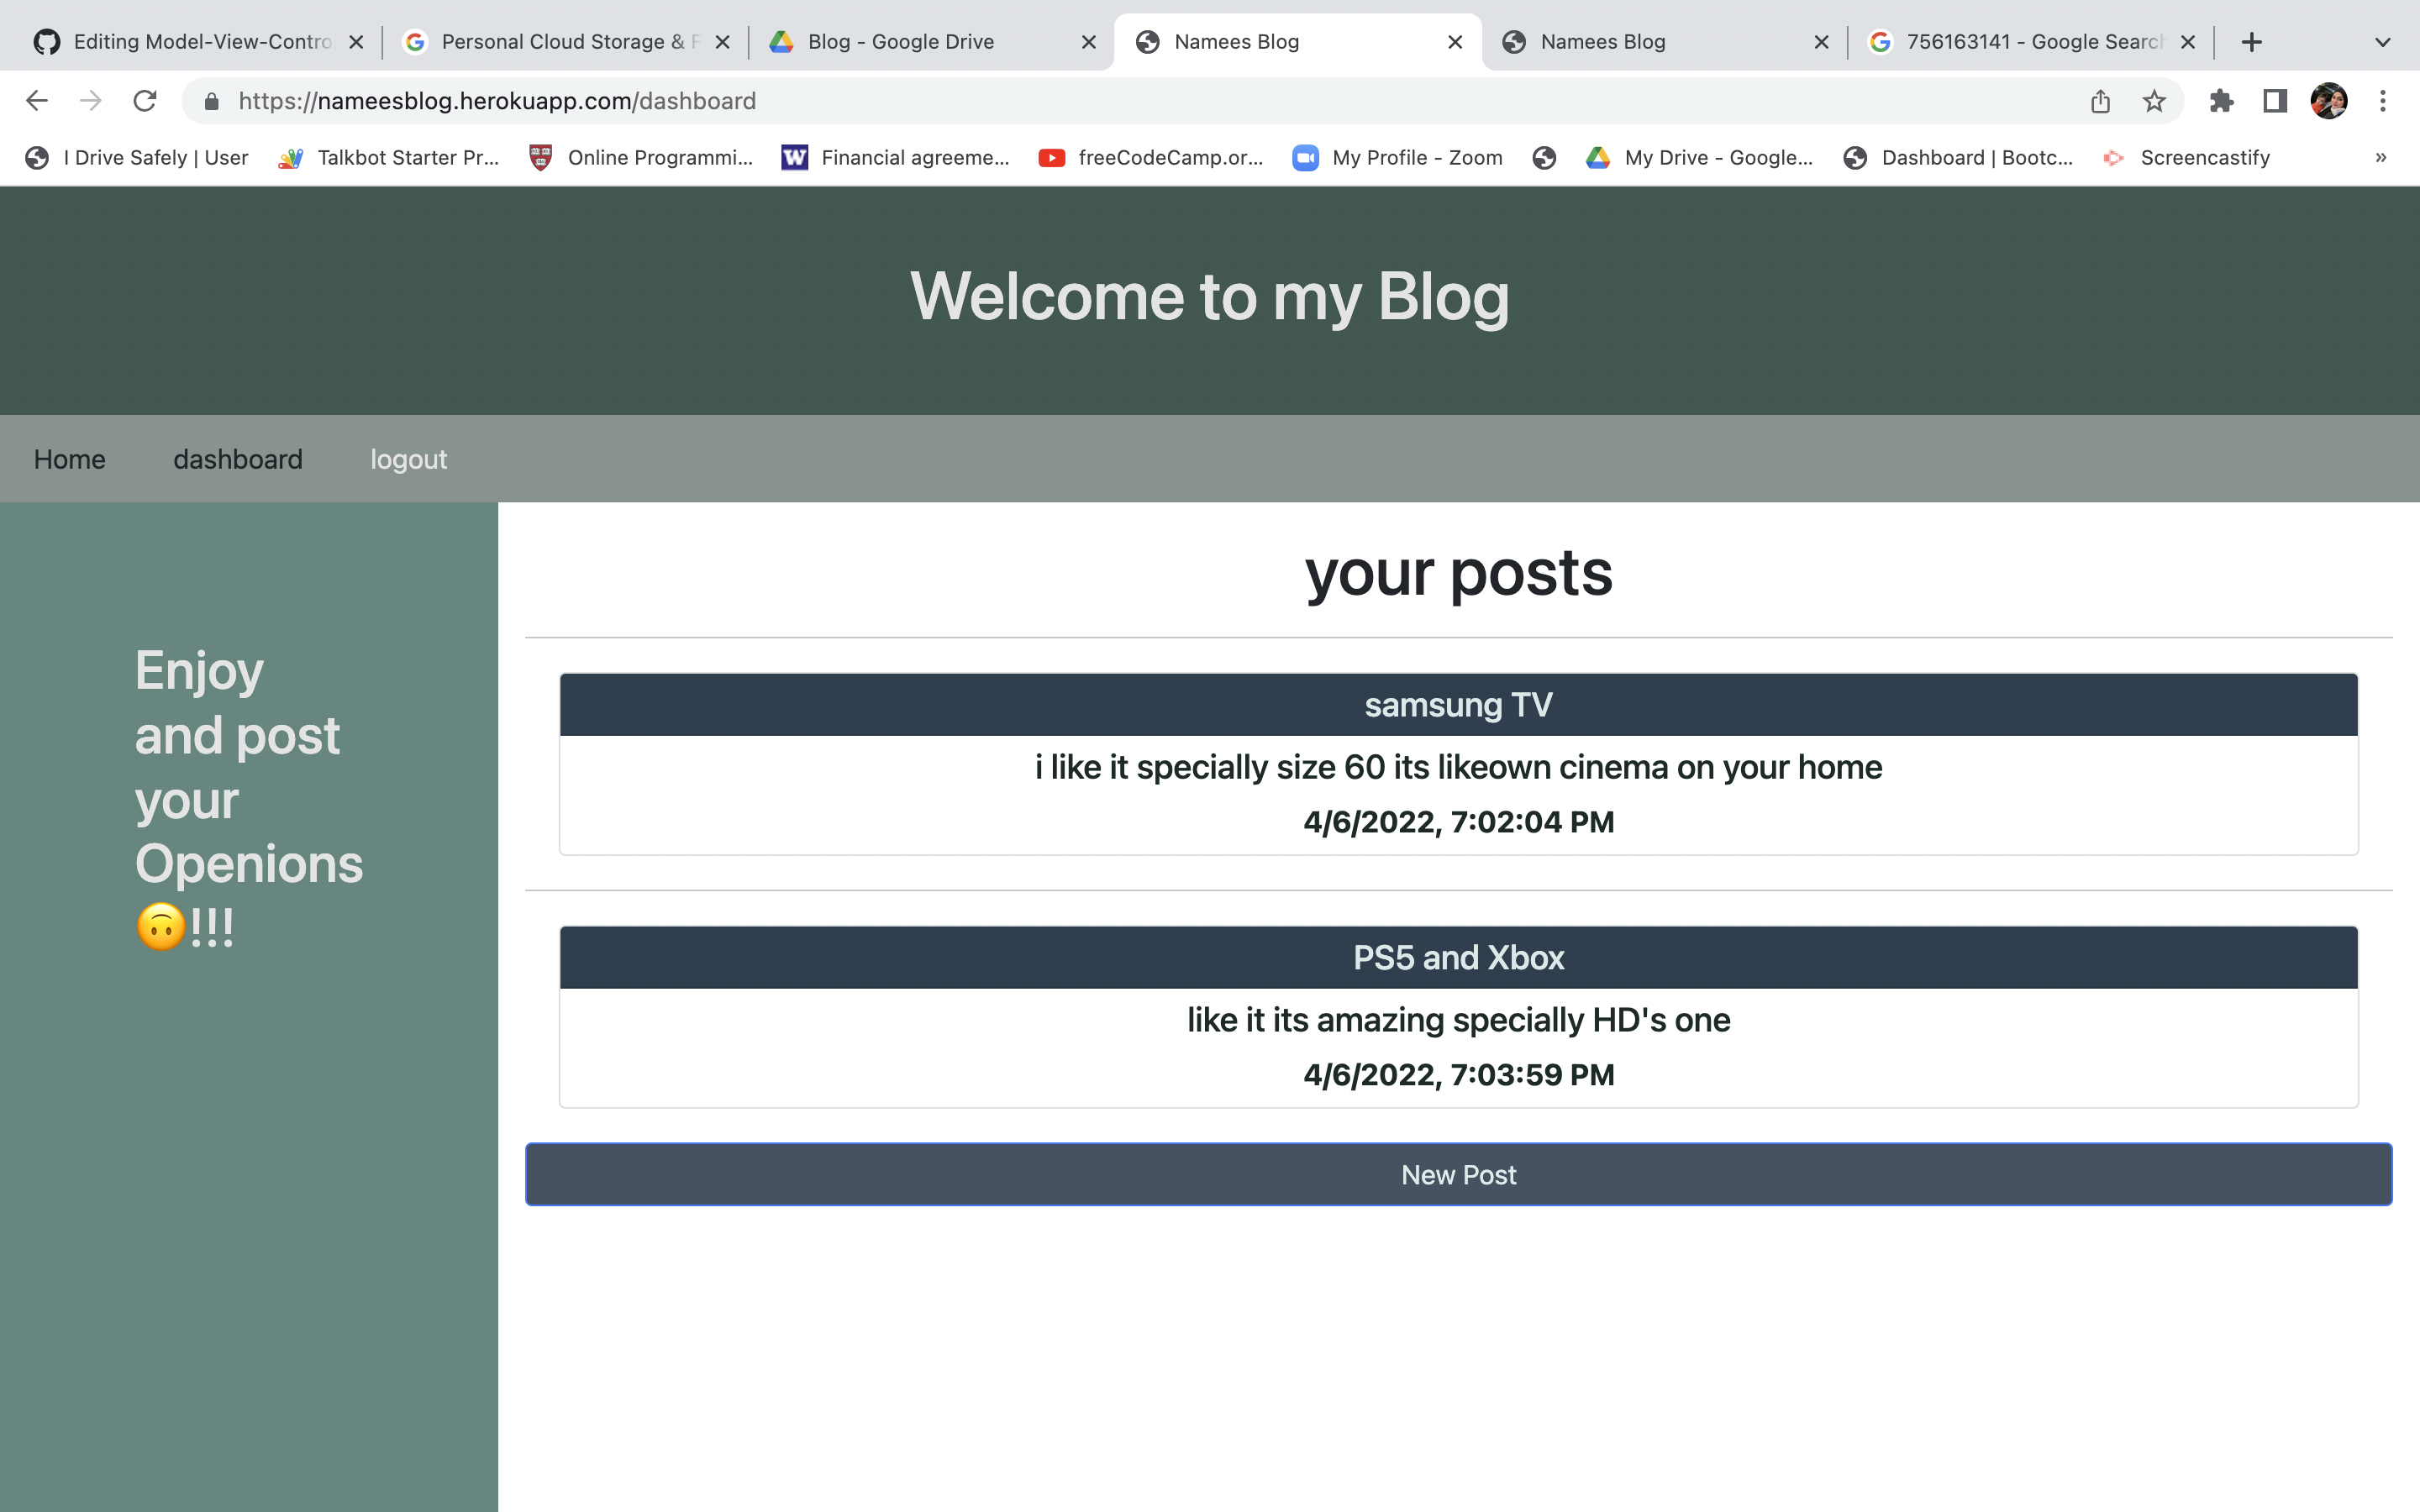 Editing Model-View-Contro
Personal Cloud Storage & F
Blog - Google Drive
Namees Blog
Namees Blog
756163141 - Google Search
https://nameesblog.herokuapp.com/dashboard
I Drive Safely | User
Talkbot Starter Pr...
Online Programmi...
W
Financial agreeme...
freeCodeCamp.or...
My Profile - Zoom
My Drive - Google...
Dashboard | Bootc...
Screencastify
»
Welcome to my Blog
Home
dashboard
logout
Enjoy
and post
your
Openions
🙃!!!
your posts
samsung TV
i like it specially size 60 its likeown cinema on your home
4/6/2022, 7:02:04 PM
PS5 and Xbox
like it its amazing specially HD's one
4/6/2022, 7:03:59 PM
New Post